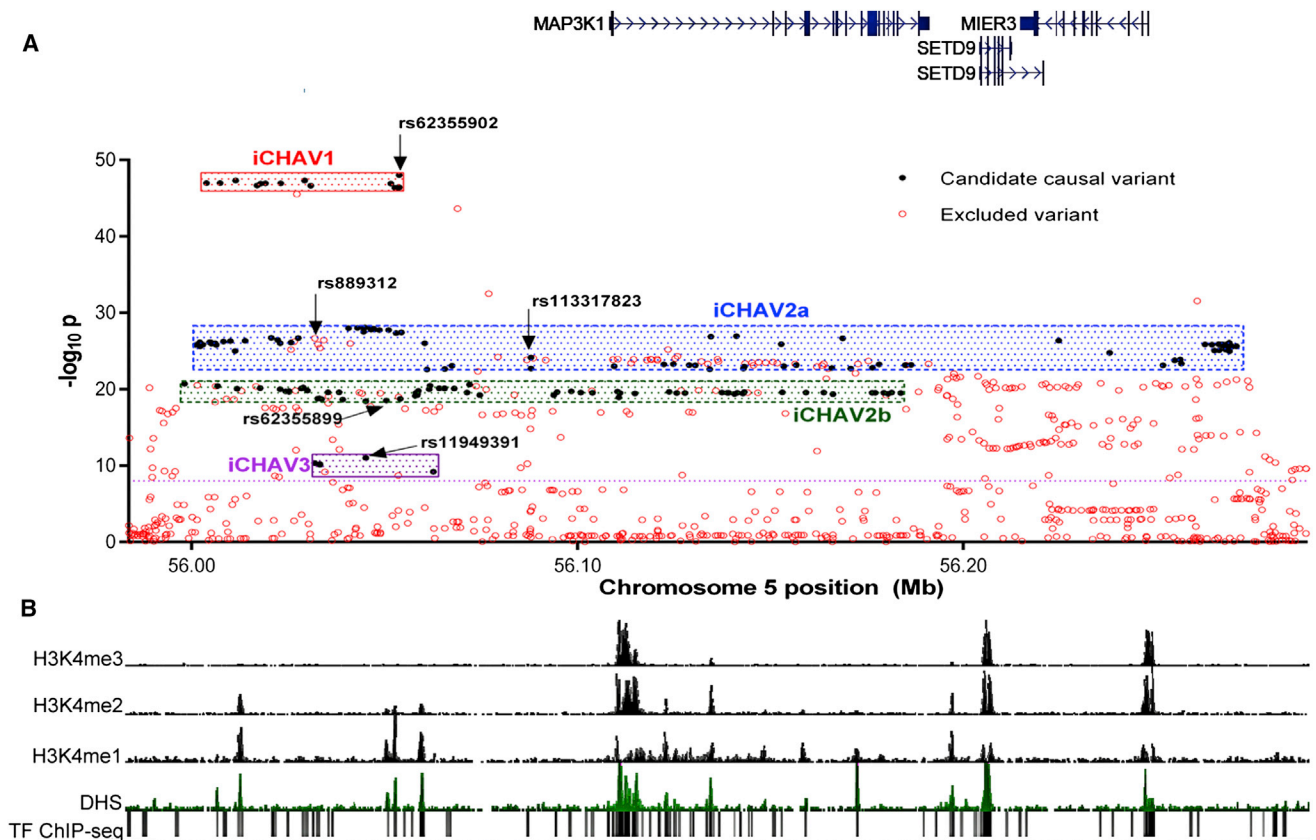 MAP3K1
MIER3
SETD9
SETD9
A
rs62355902
iCHAV1
50
Candidate causal variant
Excluded variant
40
rs889312
rs113317823
iCHAV2a
30
-log10 p
20
iCHAV2b
rs62355899
rs11949391
iCHAV3
10
0
56.00
56.10
56.20
Chromosome 5 position (Mb)
B
H3K4me3
H3K4me2
H3K4me1
DHS
TF ChIP-seq